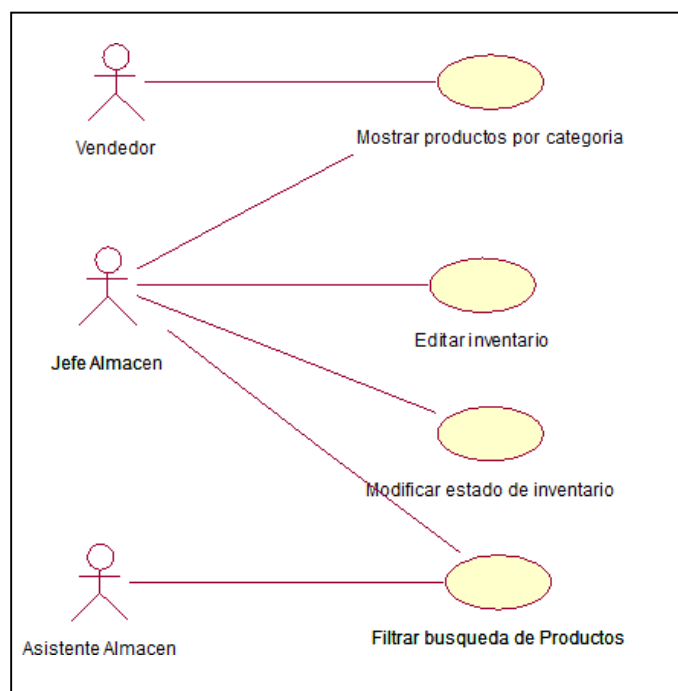 Vendedor
Mostrar productos por categoria
Jefe Almacen
Editar inventario
Modificar estado de inventario
Asistente Almacen
Filtrar busqueda de Productos